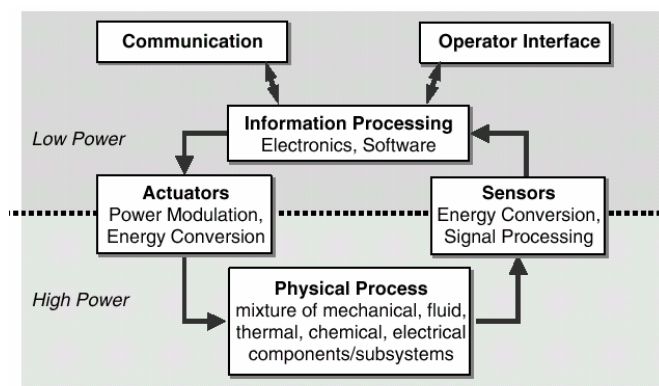 Communication
Operator Interface
Information Processing
Electronics, Software
Low Power
Actuators
Power Modulation,
Energy Conversion
Sensors
Energy Conversion,
Signal Processing
High Power
Physical Process
mixture of mechanical, fluid,
thermal, chemical, electrical
components/subsystems